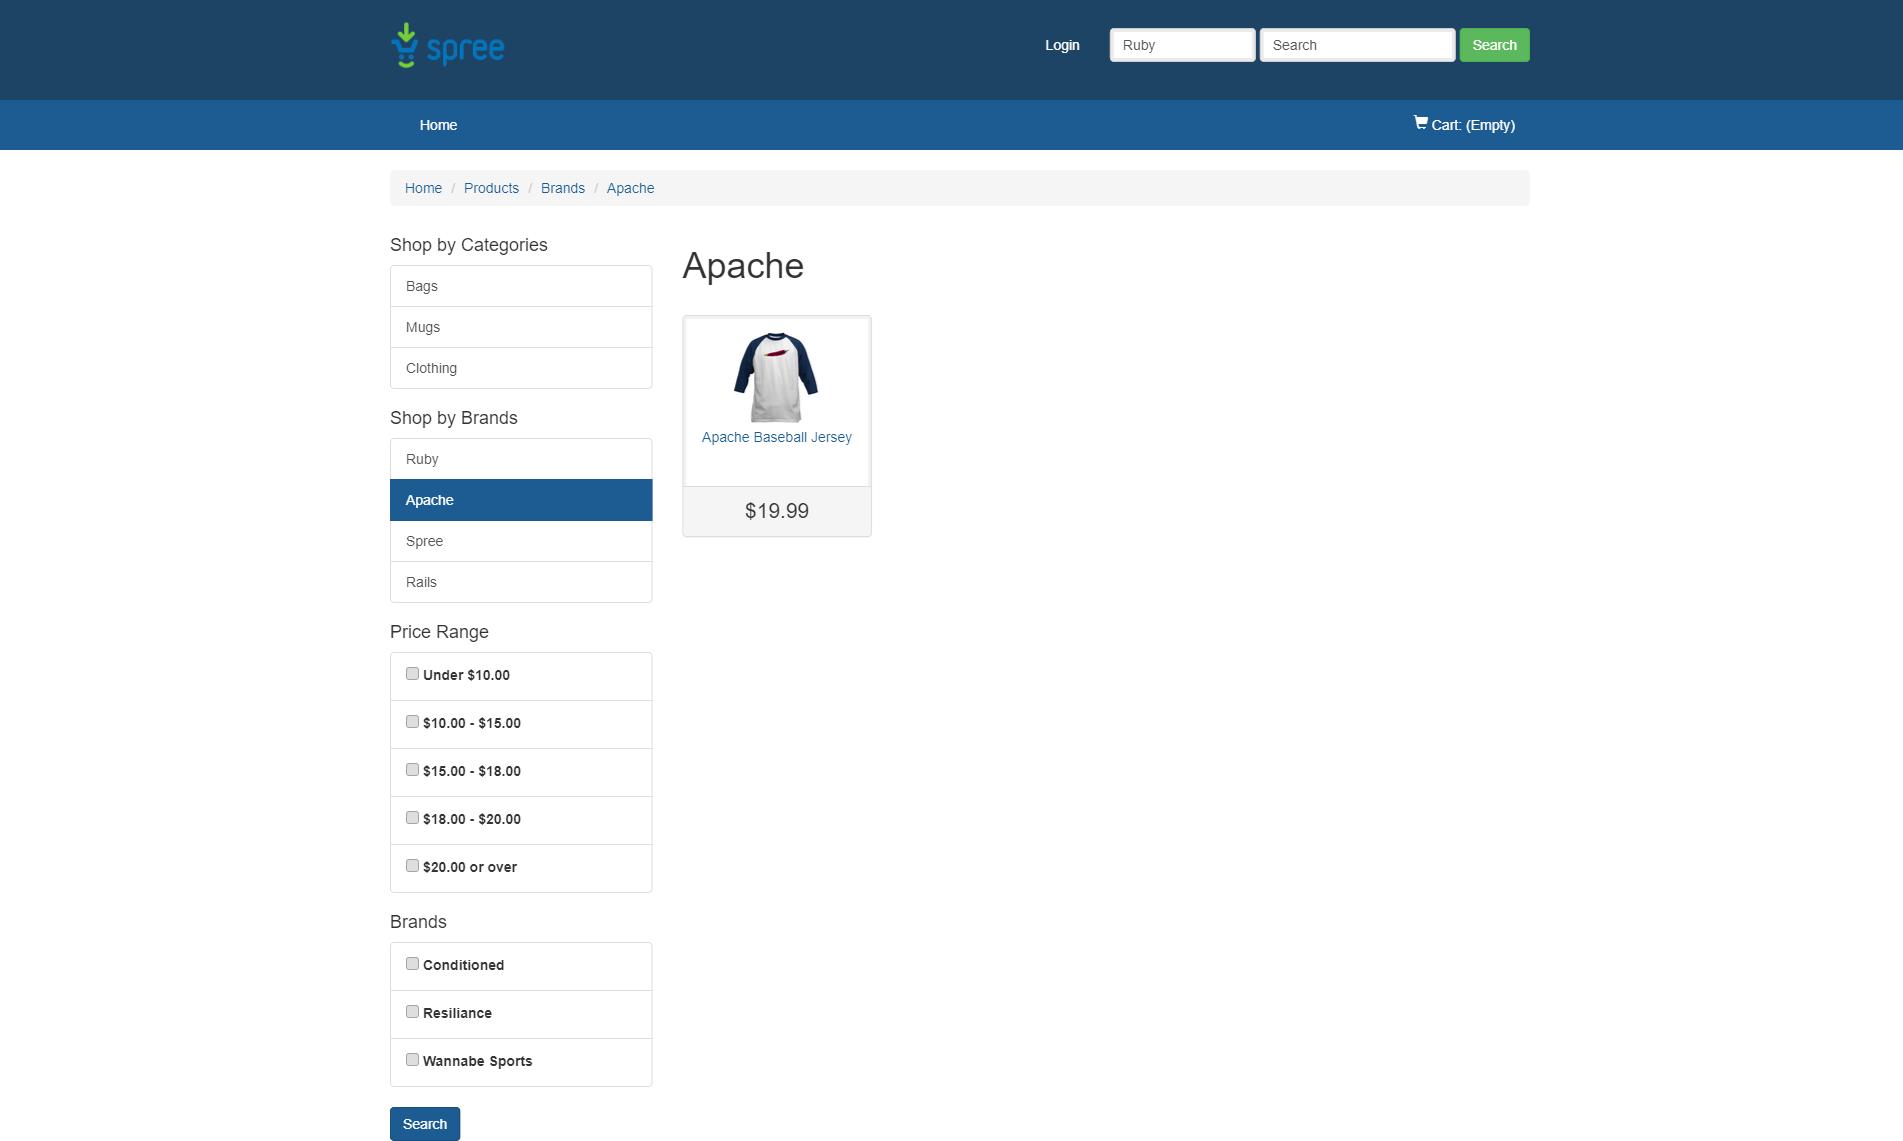 spree
Login Ruby Search Search
Home Cart: (Empty)
Home / Products / Brands / Apache
Shop by Categories
Bags
Mugs
Clothing
Shop by Brands
Ruby
Apache
Spree
Rails
Price Range
Under $10.00
$10.00 - $15.00
$15.00 - $18.00
$18.00 - $20.00
$20.00 or over
Brands
Conditioned
Resiliance
Wannabe Sports
Search
Apache
Apache Baseball Jersey
$19.99